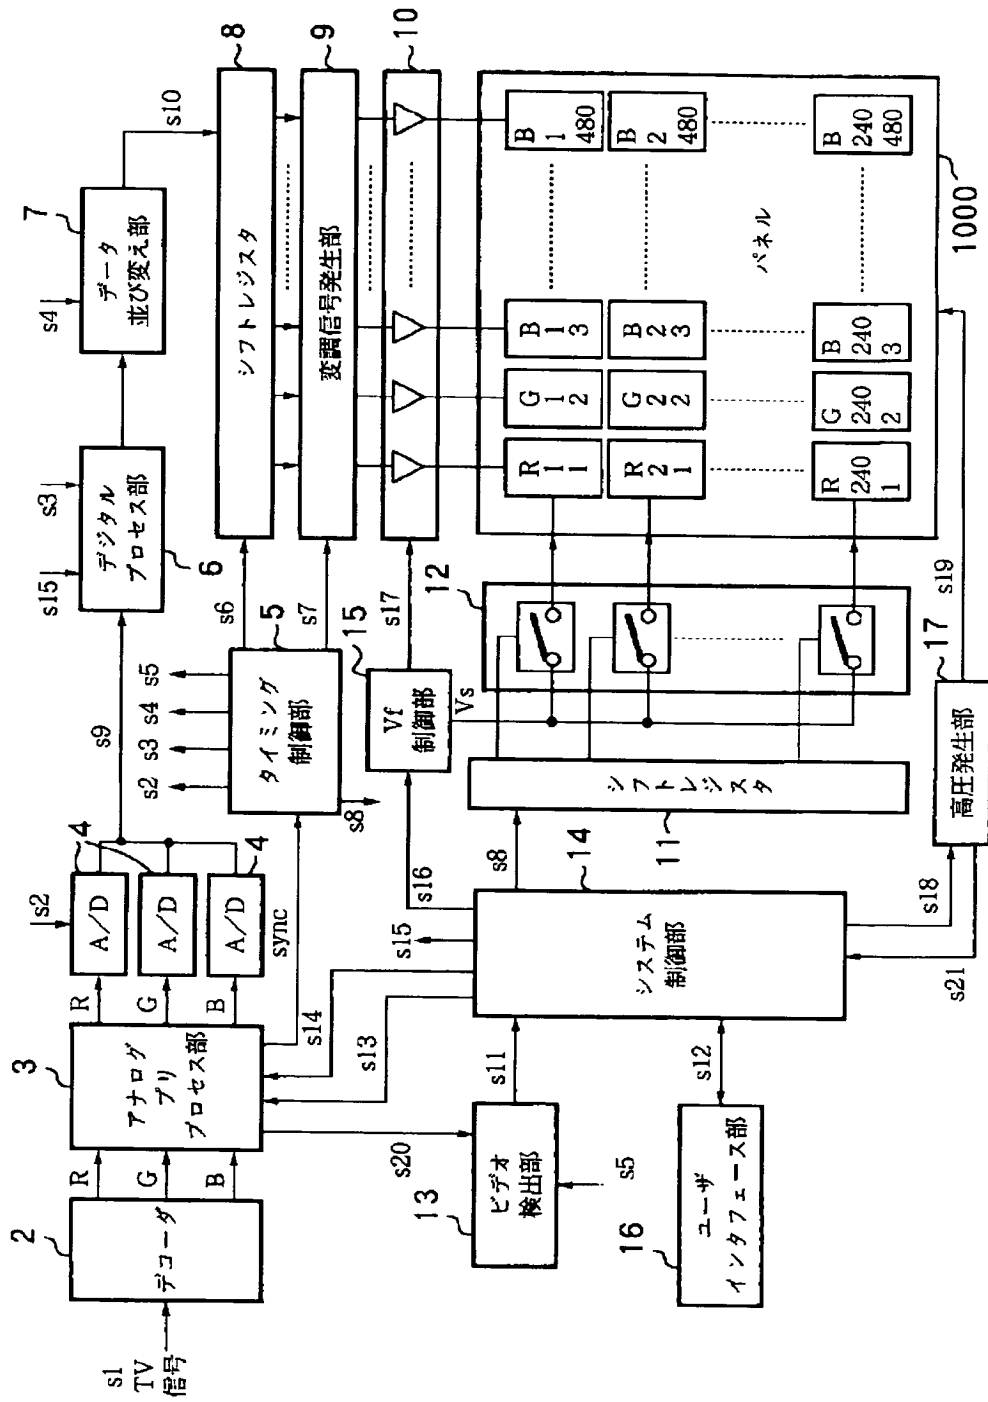 s1
TV
信号
2
デコーダ
R
G
B
3
アナログ
プリ
プロセス部
R
G
B
s2
4
A/D
A/D
A/D
4
s9
sync
s14
s13
s20
s15
s3
デジタル
プロセス部
6
s4
7
データ
並び変え部
s10
s2
s3
s4
s5
タイミング
制御部
5
s8
s6
s7
シフトレジスタ
8
変調信号発生部
9
10
s17
15
Vf
制御部
Vs
s16
s15
13
ビデオ
検出部
s5
s11
16
ユーザ
インタフェース部
s12
システム
制御部
14
s8
シフトレジスタ
11
12
s18
s21
高圧発生部
17
s19
R
1
1
G
1
2
B
1
3
B
1
480
R
2
1
G
2
2
B
2
3
B
2
480
パネル
R
240
1
G
240
2
B
240
3
B
240
480
1000